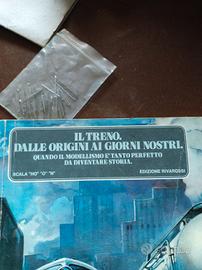 IL TRENO.
DALLE ORIGINI AI GIORNI NOSTRI.
QUANDO IL MODELLISMO E' TANTO PERFETTO
DA DIVENTARE STORIA.
SCALA "HO" "O" "N" EDIZIONE RIVAROSSI